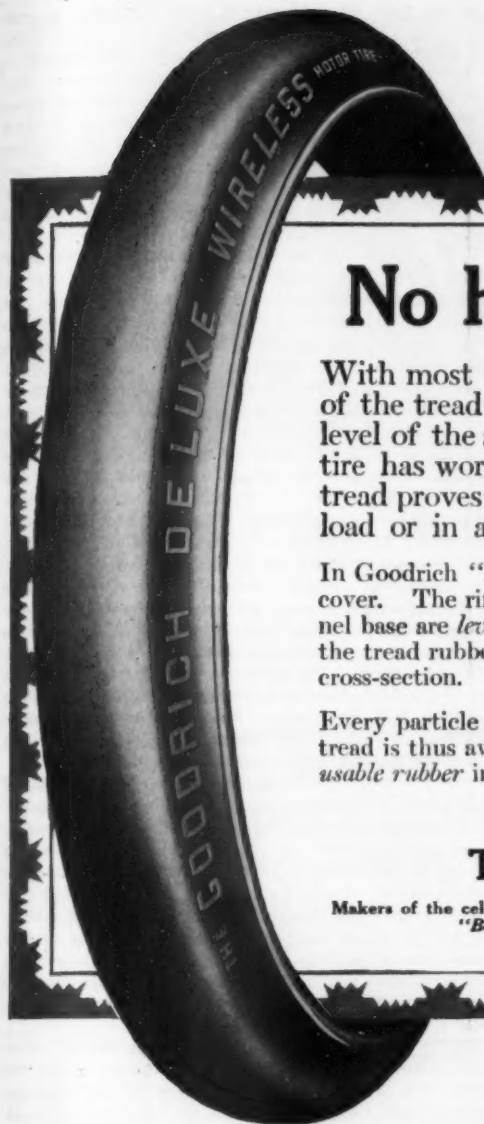 THE GOODRICH DE LUXE WIRELESS MOTOR TIRE
No
With most
of the tread
level of the
tire has wor
tread proves
load or in a
In Goodrich “
cover. The ri
nel base are lev
the tread rubbe
cross-section.
Every particle
tread is thus av
usable rubber i
T
Makers of the cel
“B